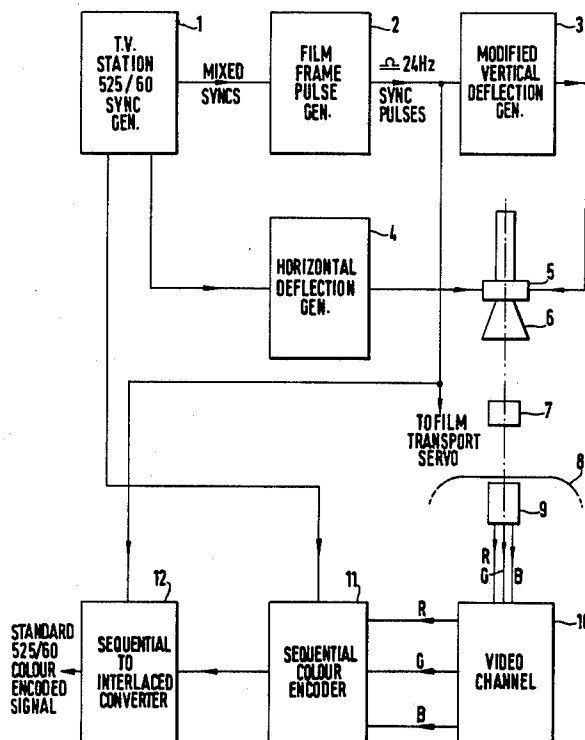 1
T.V.
STATION
525/60
SYNC
GEN.
MIXED
SYNCS
2
FILM
FRAME
PULSE
GEN.
≏ 24Hz
SYNC
PULSES
3
MODIFIED
VERTICAL
DEFLECTION
GEN.
4
HORIZONTAL
DEFLECTION
GEN.
5
6
7
TO FILM
TRANSPORT
SERVO
8
9
R
G
B
12
SEQUENTIAL
TO
INTERLACED
CONVERTER
STANDARD
525/60
COLOUR
ENCODED
SIGNAL
11
SEQUENTIAL
COLOUR
ENCODER
R
G
B
10
VIDEO
CHANNEL